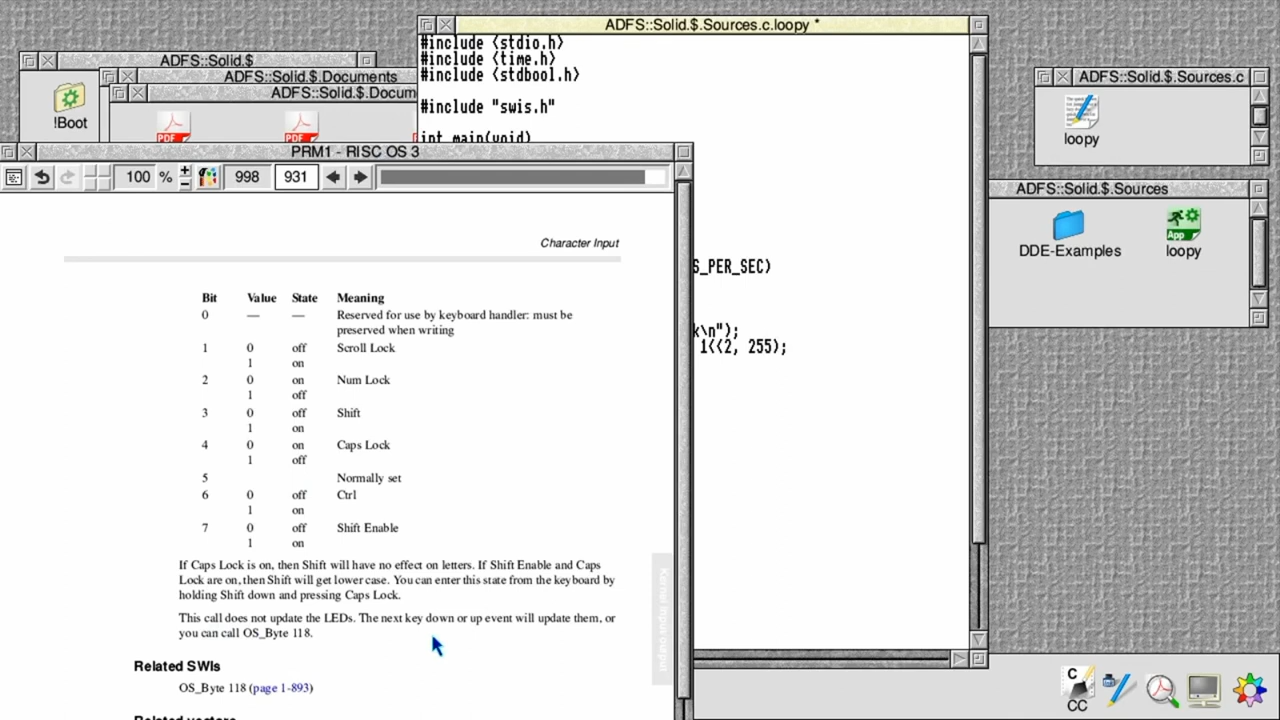 ADFS::Solid.$.Sources.c.loopy *
#include <stdio.h>
#include <time.h>
#include <stdbool.h>
#include "swis.h"
int main(void)
S_PER_SEC)
k\n");
1<<2, 255);
ADFS::Solid.$
!Boot
ADFS::Solid.$.Documents
ADFS::Solid.$.Docum
PDF
PDF
PRM1 - RISC OS 3
100 % 998 931
Character Input
Bit Value State Meaning
0 — — Reserved for use by keyboard handler: must be
preserved when writing
1 0 off Scroll Lock
1 on
2 0 on Num Lock
1 off
3 0 off Shift
1 on
4 0 on Caps Lock
1 off
5 Normally set
6 0 off Ctrl
1 on
7 0 off Shift Enable
1 on
If Caps Lock is on, then Shift will have no effect on letters. If Shift Enable and Caps
Lock are on, then Shift will get lower case. You can enter this state from the keyboard by
holding Shift down and pressing Caps Lock.
This call does not update the LEDs. The next key down or up event will update them, or
you can call OS_Byte 118.
Related SWIs
OS_Byte 118 (page 1-893)
Related vectors
Kernel input/output
ADFS::Solid.$.Sources.c
loopy
ADFS::Solid.$.Sources
DDE-Examples
App
loopy
C
CC